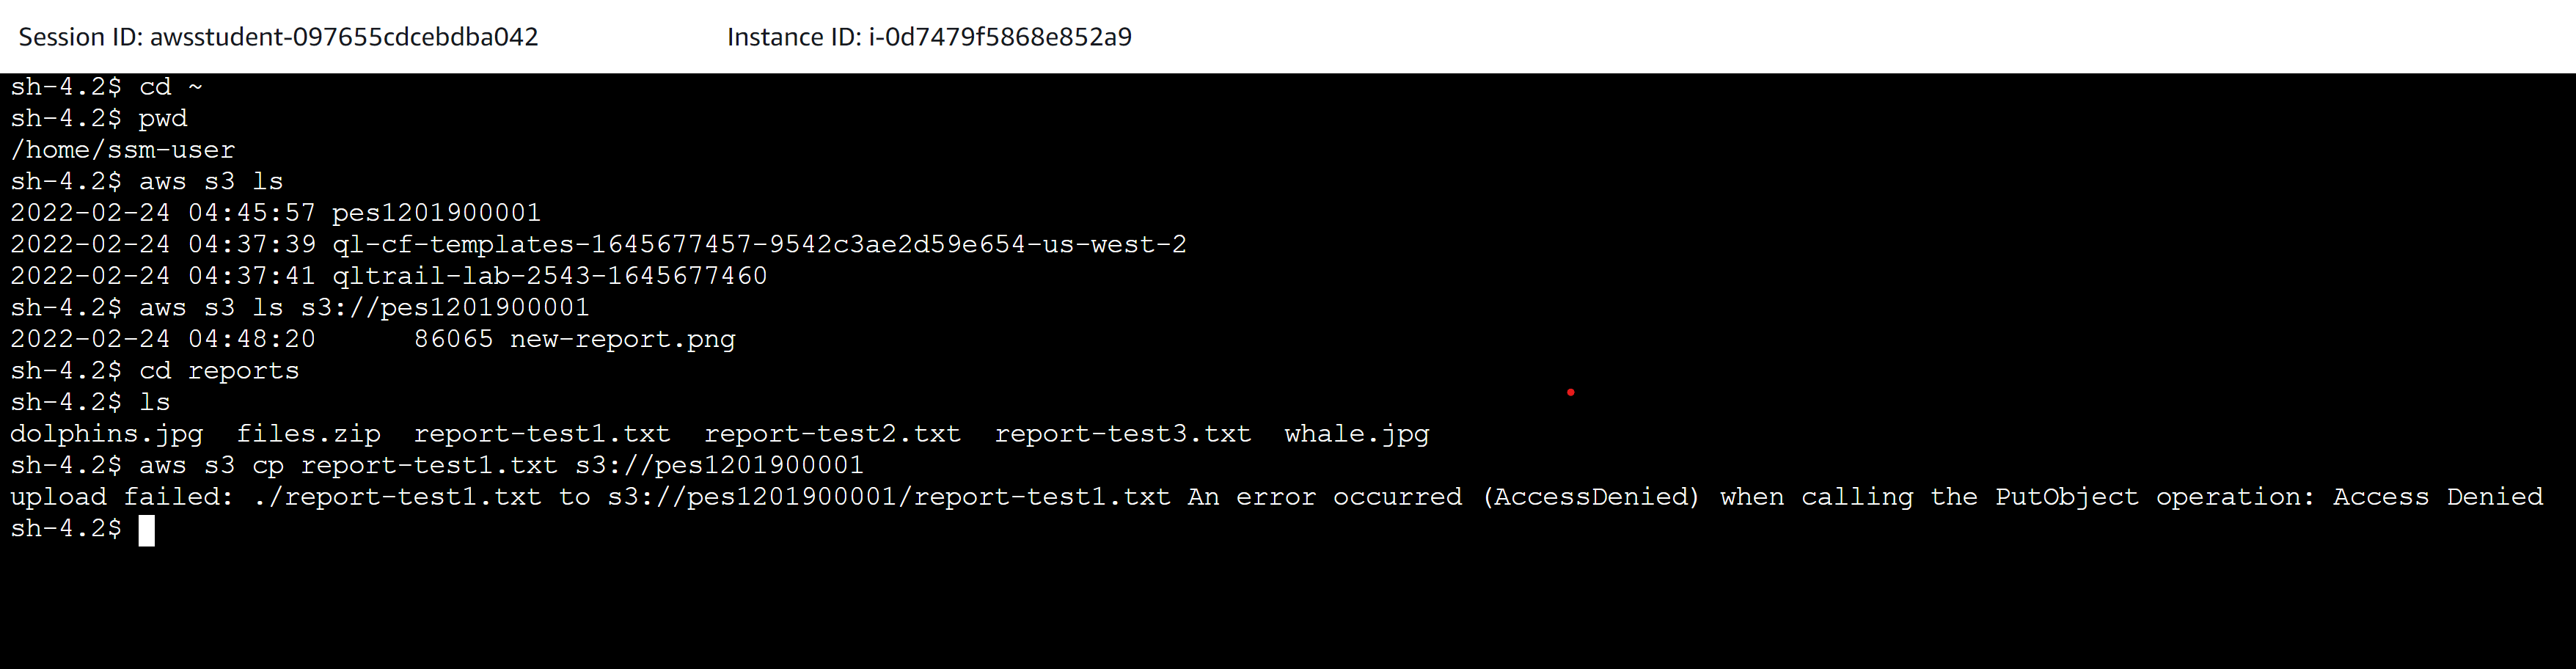 Session ID: awsstudent-097655cdcebdba042 Instance ID: i-0d7479f5868e852a9
sh-4.2$ cd ~
sh-4.2$ pwd
/home/ssm-user
sh-4.2$ aws s3 ls
2022-02-24 04:45:57 pes1201900001
2022-02-24 04:37:39 ql-cf-templates-1645677457-9542c3ae2d59e654-us-west-2
2022-02-24 04:37:41 qltrail-lab-2543-1645677460
sh-4.2$ aws s3 ls s3://pes1201900001
2022-02-24 04:48:20      86065 new-report.png
sh-4.2$ cd reports
sh-4.2$ ls
dolphins.jpg  files.zip  report-test1.txt  report-test2.txt  report-test3.txt  whale.jpg
sh-4.2$ aws s3 cp report-test1.txt s3://pes1201900001
upload failed: ./report-test1.txt to s3://pes1201900001/report-test1.txt An error occurred (AccessDenied) when calling the PutObject operation: Access Denied
sh-4.2$